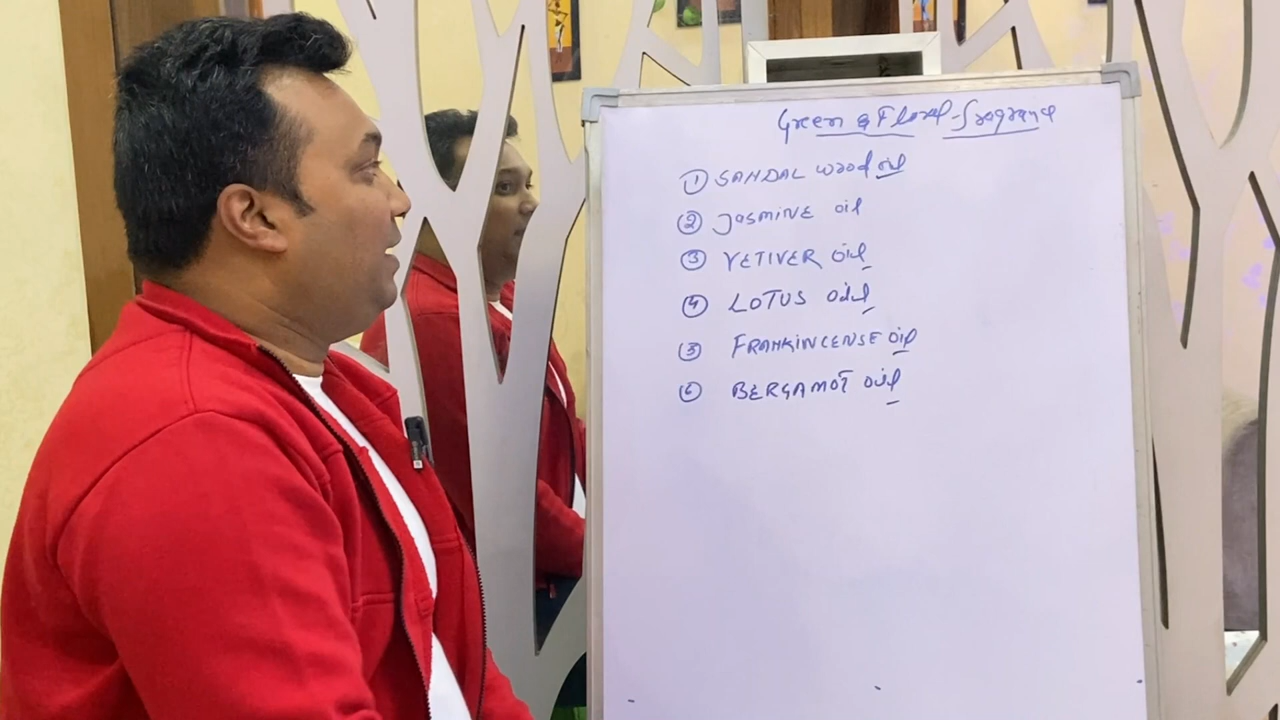 Green & Floral - fragrance
① SANDAL WOOD oil
② JASMINE oil
③ VETIVER oil
④ LOTUS oil
⑤ FRANKINCENSE oil
⑥ BERGAMOT oil